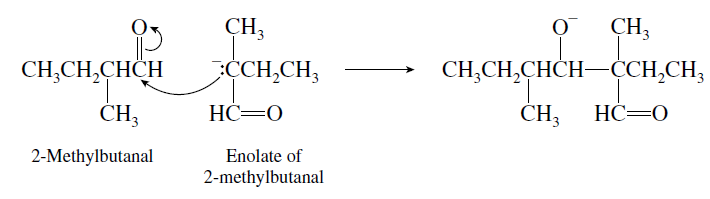 O CH₃ O⁻ CH₃
CH₃CH₂CHCH ⁻:CCH₂CH₃ CH₃CH₂CHCH—CCH₂CH₃
CH₃ HC=O CH₃ HC=O
2-Methylbutanal Enolate of
2-methylbutanal